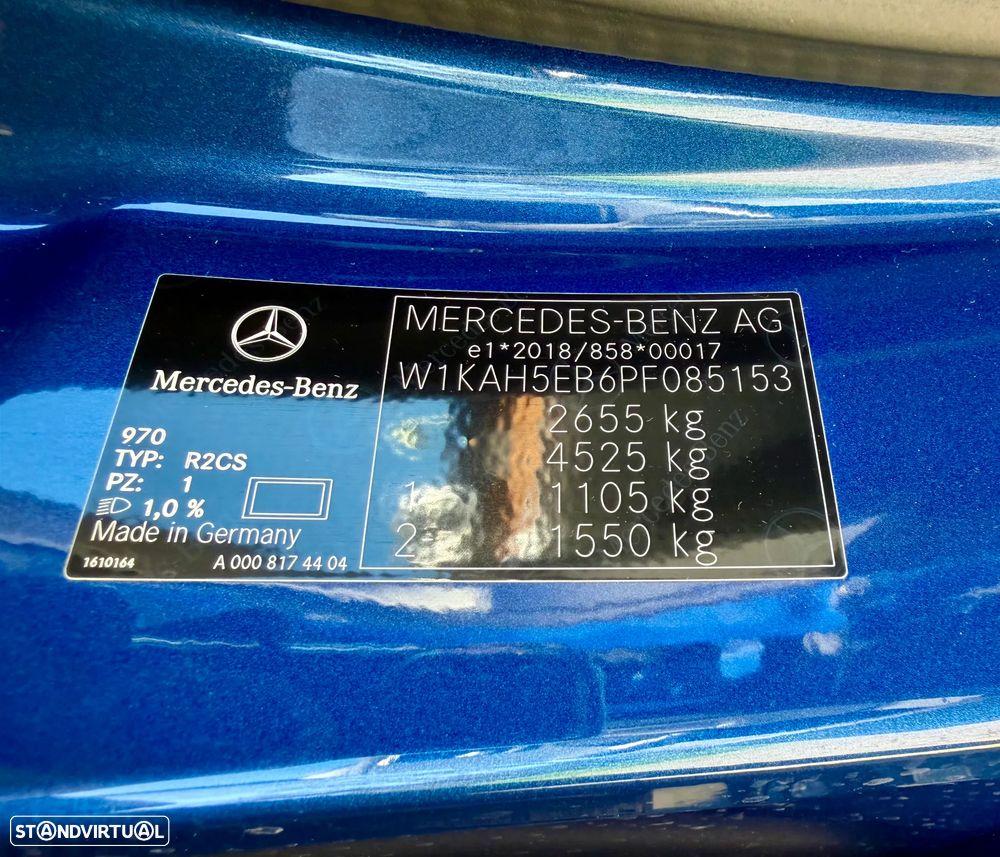 Mercedes-Benz
970
TYP: R2CS
PZ: 1
1,0 %
Made in Germany
1610164 A 000 817 44 04
MERCEDES-BENZ AG
e1*2018/858*00017
W1KAH5EB6PF085153
2655 kg
4525 kg
1 1105 kg
2 1550 kg
STANDVIRTUAL